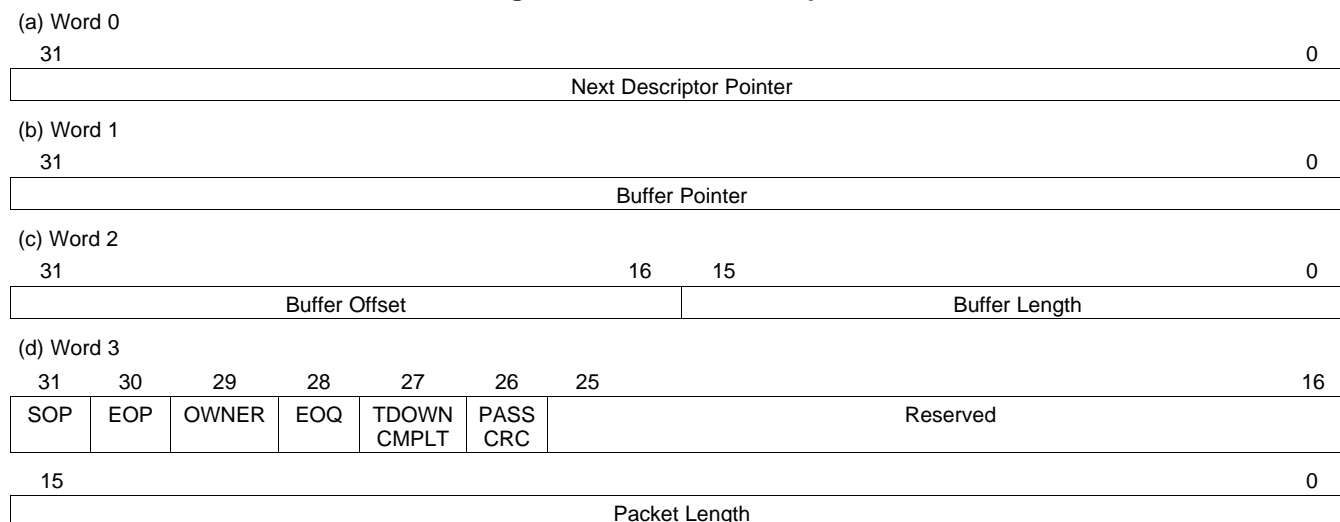 (a) Word 0
31 0
Next Descriptor Pointer
(b) Word 1
31 0
Buffer Pointer
(c) Word 2
31 16 15 0
Buffer Offset Buffer Length
(d) Word 3
31 30 29 28 27 26 25 16
SOP EOP OWNER EOQ TDOWN PASS Reserved
CMPLT CRC
15 0
Packet Length